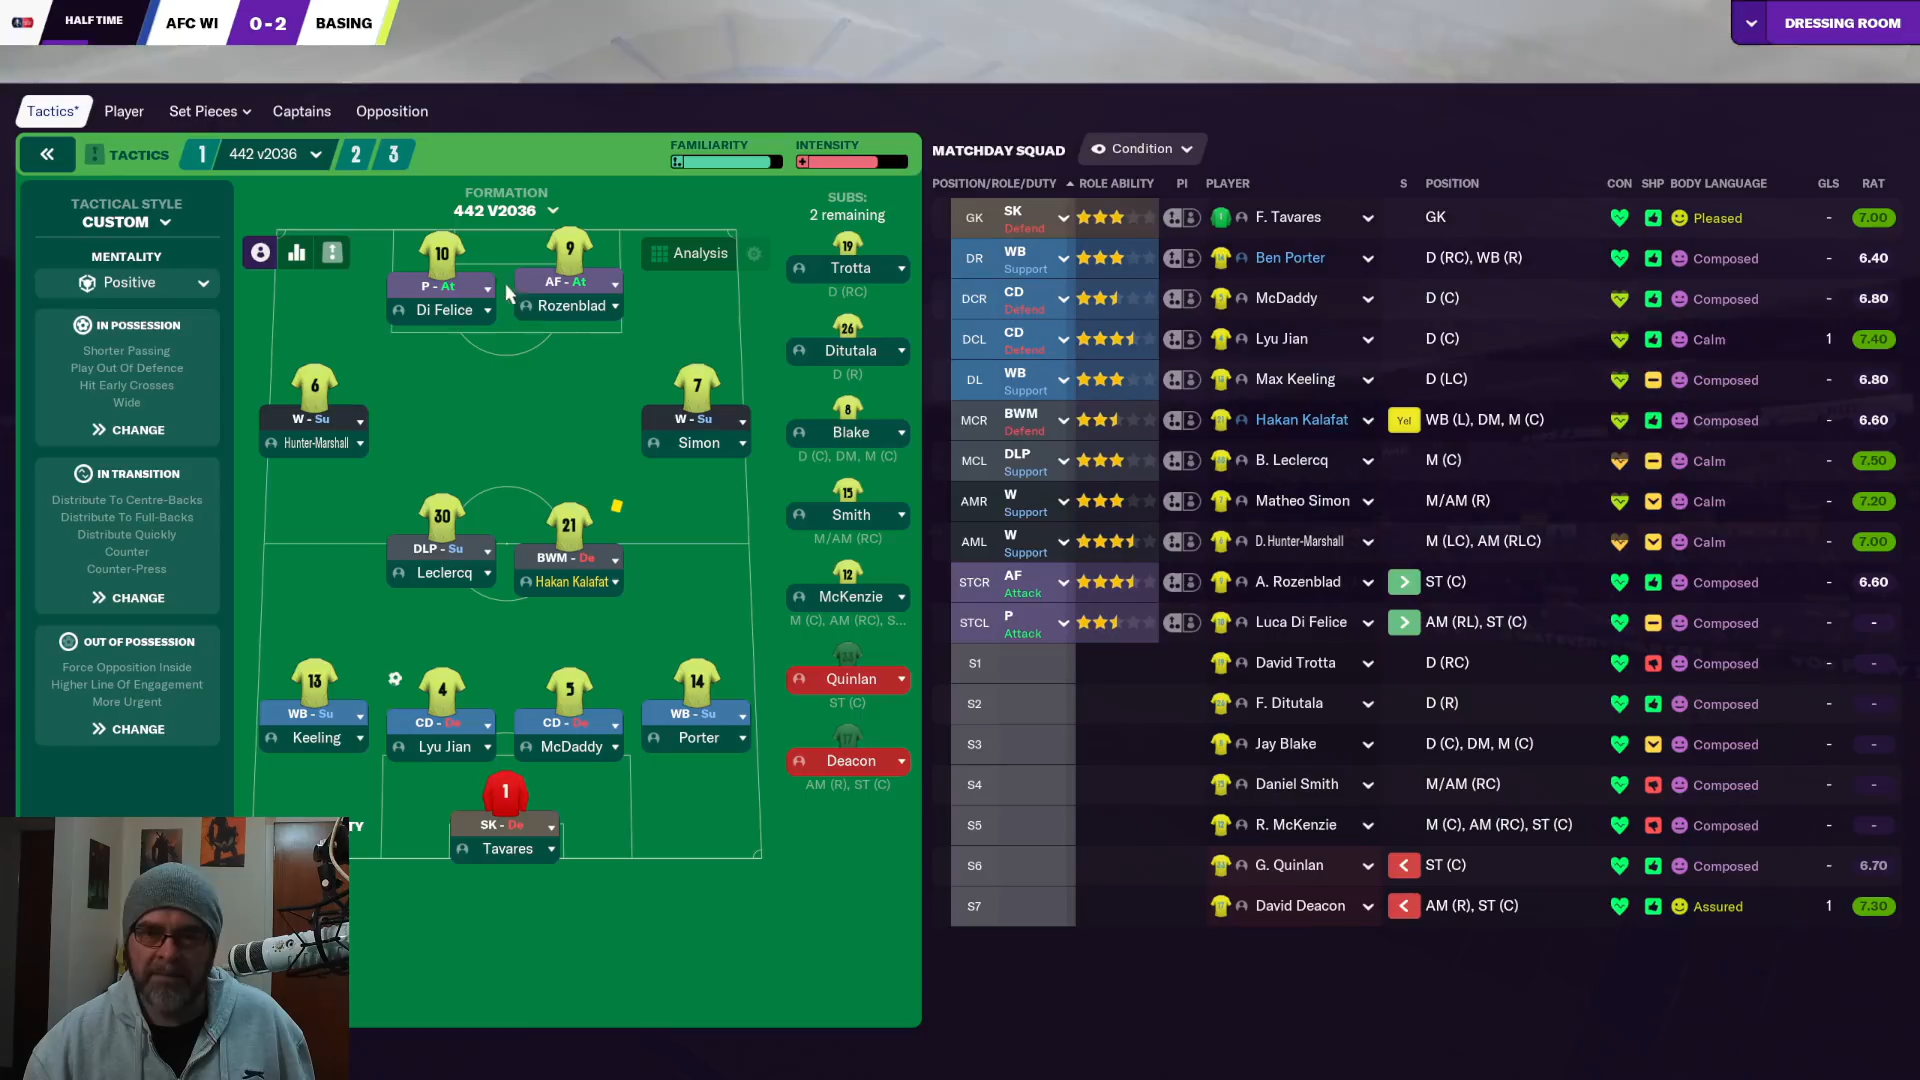 HALF TIME
AFC WI
0-2
BASING
DRESSING ROOM
Tactics*
Player
Set Pieces
Captains
Opposition
TACTICS
1
442 v2036
2
3
FAMILIARITY
INTENSITY
TACTICAL STYLE
CUSTOM
MENTALITY
Positive
IN POSSESSION
Shorter Passing
Play Out Of Defence
Hit Early Crosses
Wide
CHANGE
IN TRANSITION
Distribute To Centre-Backs
Distribute To Full-Backs
Distribute Quickly
Counter
Counter-Press
CHANGE
OUT OF POSSESSION
Force Opposition Inside
Higher Line Of Engagement
More Urgent
CHANGE
FORMATION
442 V2036
Analysis
10
P - At
Di Felice
9
AF - At
Rozenblad
6
W - Su
Hunter-Marshall
7
W - Su
Simon
30
DLP - Su
Leclercq
21
BWM - De
Hakan Kalafat
13
WB - Su
Keeling
4
CD - De
Lyu Jian
5
CD - De
McDaddy
14
WB - Su
Porter
1
SK - De
Tavares
TY
SUBS:
2 remaining
19
Trotta
D (RC)
26
Ditutala
D (R)
8
Blake
D (C), DM, M (C)
15
Smith
M/AM (RC)
12
McKenzie
M (C), AM (RC), S...
Quinlan
ST (C)
17
Deacon
AM (R), ST (C)
MATCHDAY SQUAD
Condition
POSITION/ROLE/DUTY ROLE ABILITY PI PLAYER S POSITION CON SHP BODY LANGUAGE GLS RAT
GK SK Defend F. Tavares GK Pleased - 7.00
DR WB Support Ben Porter D (RC), WB (R) Composed - 6.40
DCR CD Defend McDaddy D (C) Composed - 6.80
DCL CD Defend Lyu Jian D (C) Calm 1 7.40
DL WB Support Max Keeling D (LC) Composed - 6.80
MCR BWM Defend Hakan Kalafat Yel WB (L), DM, M (C) Composed - 6.60
MCL DLP Support B. Leclercq M (C) Calm - 7.50
AMR W Support Matheo Simon M/AM (R) Calm - 7.20
AML W Support D. Hunter-Marshall M (LC), AM (RLC) Calm - 7.00
STCR AF Attack A. Rozenblad ST (C) Composed - 6.60
STCL P Attack Luca Di Felice AM (RL), ST (C) Composed - -
S1 David Trotta D (RC) Composed - -
S2 F. Ditutala D (R) Composed - -
S3 Jay Blake D (C), DM, M (C) Composed - -
S4 Daniel Smith M/AM (RC) Composed - -
S5 R. McKenzie M (C), AM (RC), ST (C) Composed - -
S6 G. Quinlan ST (C) Composed - 6.70
S7 David Deacon AM (R), ST (C) Assured 1 7.30